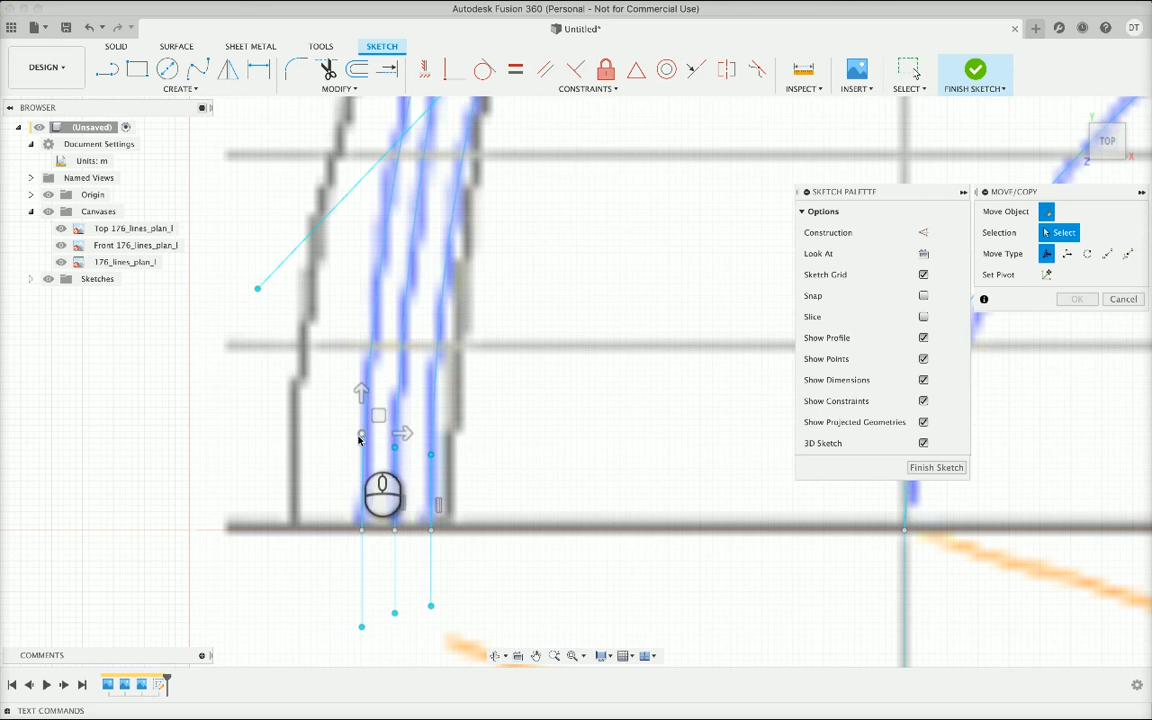 Autodesk Fusion 360 (Personal - Not for Commercial Use)
Untitled*
DT
DESIGN
SOLID
SURFACE
SHEET METAL
TOOLS
SKETCH
CREATE
MODIFY
CONSTRAINTS
INSPECT
INSERT
SELECT
FINISH SKETCH
BROWSER
(Unsaved)
Document Settings
Units: m
Named Views
Origin
Canvases
Top 176_lines_plan_l
Front 176_lines_plan_l
176_lines_plan_l
Sketches
Y
TOP
X
Z
SKETCH PALETTE
Options
Construction
Look At
Sketch Grid
Snap
Slice
Show Profile
Show Points
Show Dimensions
Show Constraints
Show Projected Geometries
3D Sketch
Finish Sketch
MOVE/COPY
Move Object
Selection
Select
Move Type
Set Pivot
OK
Cancel
COMMENTS
TEXT COMMANDS